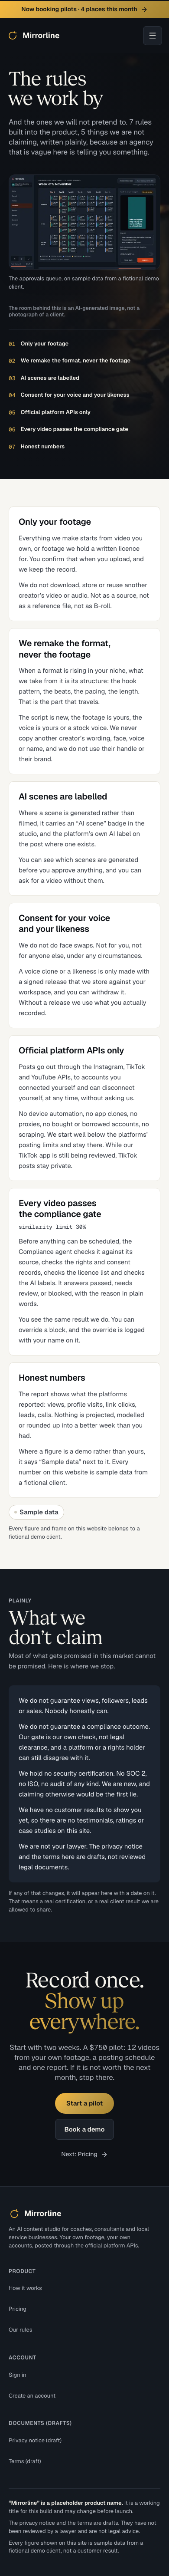 Now booking pilots · 4 places this month →
Mirrorline
The rules
we work by
And the ones we will not pretend to. 7 rules
built into the product, 5 things we are not
claiming, written plainly, because an agency
that is vague here is telling you something.
Week of 9 November
The approvals queue, on sample data from a fictional demo
client.
The room behind this is an AI-generated image, not a
photograph of a client.
01 Only your footage
02 We remake the format, never the footage
03 AI scenes are labelled
04 Consent for your voice and your likeness
05 Official platform APIs only
06 Every video passes the compliance gate
07 Honest numbers
Only your footage
Everything we make starts from video you
own, or footage we hold a written licence
for. You confirm that when you upload, and
we keep the record.
We do not download, store or reuse another
creator's video or audio. Not as a source, not
as a reference file, not as B-roll.
We remake the format,
never the footage
When a format is rising in your niche, what
we take from it is structure: the hook
pattern, the beats, the pacing, the length.
That is the part that travels.
The script is new, the footage is yours, the
voice is yours or a stock voice. We never
copy another creator's wording, face, voice
or name, and we do not use their handle or
their brand.
AI scenes are labelled
Where a scene is generated rather than
filmed, it carries an “AI scene” badge in the
studio, and the platform's own AI label on
the post where one exists.
You can see which scenes are generated
before you approve anything, and you can
ask for a video without them.
Consent for your voice
and your likeness
We do not do face swaps. Not for you, not
for anyone else, under any circumstances.
A voice clone or a likeness is only made with
a signed release that we store against your
workspace, and you can withdraw it.
Without a release we use what you actually
recorded.
Official platform APIs only
Posts go out through the Instagram, TikTok
and YouTube APIs, to accounts you
connected yourself and can disconnect
yourself, at any time, without asking us.
No device automation, no app clones, no
proxies, no bought or borrowed accounts, no
scraping. We start well below the platforms'
posting limits and stay there. While our
TikTok app is still being reviewed, TikTok
posts stay private.
Every video passes
the compliance gate
similarity limit 30%
Before anything can be scheduled, the
Compliance agent checks it against its
source, checks the rights and consent
records, checks the licence list and checks
the AI labels. It answers passed, needs
review, or blocked, with the reason in plain
words.
You see the same result we do. You can
override a block, and the override is logged
with your name on it.
Honest numbers
The report shows what the platforms
reported: views, profile visits, link clicks,
leads, calls. Nothing is projected, modelled
or rounded up into a better week than you
had.
Where a figure is a demo rather than yours,
it says “Sample data” next to it. Every
number on this website is sample data from
a fictional client.
Sample data
Every figure and frame on this website belongs to a
fictional demo client.
PLAINLY
What we
don't claim
Most of what gets promised in this market cannot
be promised. Here is where we stop.
We do not guarantee views, followers, leads
or sales. Nobody honestly can.
We do not guarantee a compliance outcome.
Our gate is our own check, not legal
clearance, and a platform or a rights holder
can still disagree with it.
We hold no security certification. No SOC 2,
no ISO, no audit of any kind. We are new, and
claiming otherwise would be the first lie.
We have no customer results to show you
yet, so there are no testimonials, ratings or
case studies on this site.
We are not your lawyer. The privacy notice
and the terms here are drafts, not reviewed
legal documents.
If any of that changes, it will appear here with a date on it.
That means a real certification, or a real client result we are
allowed to share.
Record once.
Show up
everywhere.
Start with two weeks. A $750 pilot: 12 videos
from your own footage, a posting schedule
and one report. If it is not worth the next
month, stop there.
Start a pilot
Book a demo
Next: Pricing →
Mirrorline
An AI content studio for coaches, consultants and local
service businesses. Your own footage, your own
accounts, posted through the official platform APIs.
PRODUCT
How it works
Pricing
Our rules
ACCOUNT
Sign in
Create an account
DOCUMENTS (DRAFTS)
Privacy notice (draft)
Terms (draft)
“Mirrorline” is a placeholder product name. It is a working
title for this build and may change before launch.
The privacy notice and the terms are drafts. They have not
been reviewed by a lawyer and are not legal advice.
Every figure shown on this site is sample data from a
fictional demo client, not a customer result.